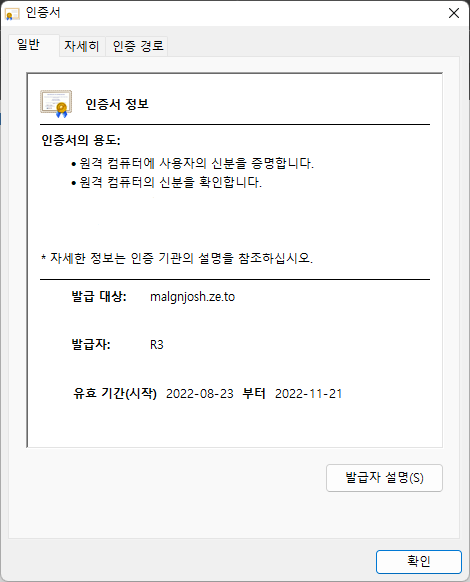 인증서
일반 자세히 인증 경로
인증서 정보
인증서의 용도:
• 원격 컴퓨터에 사용자의 신분을 증명합니다.
• 원격 컴퓨터의 신분을 확인합니다.
* 자세한 정보는 인증 기관의 설명을 참조하십시오.
발급 대상: malgnjosh.ze.to
발급자: R3
유효 기간(시작) 2022-08-23 부터 2022-11-21
발급자 설명(S)
확인